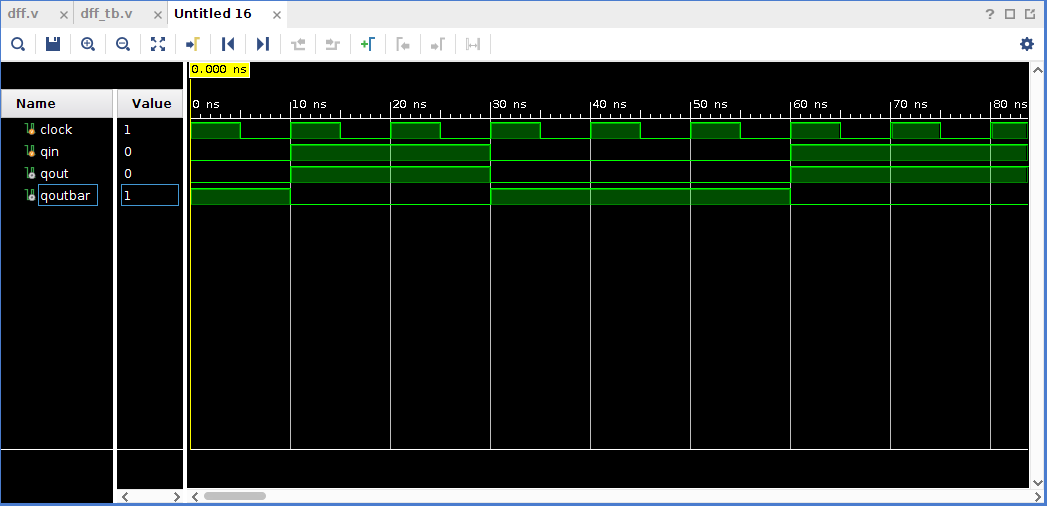 dff.v × dff_tb.v × Untitled 16 ×
?
0.000 ns
Name Value
0 ns 10 ns 20 ns 30 ns 40 ns 50 ns 60 ns 70 ns 80 ns
clock 1
qin 0
qout 0
qoutbar 1